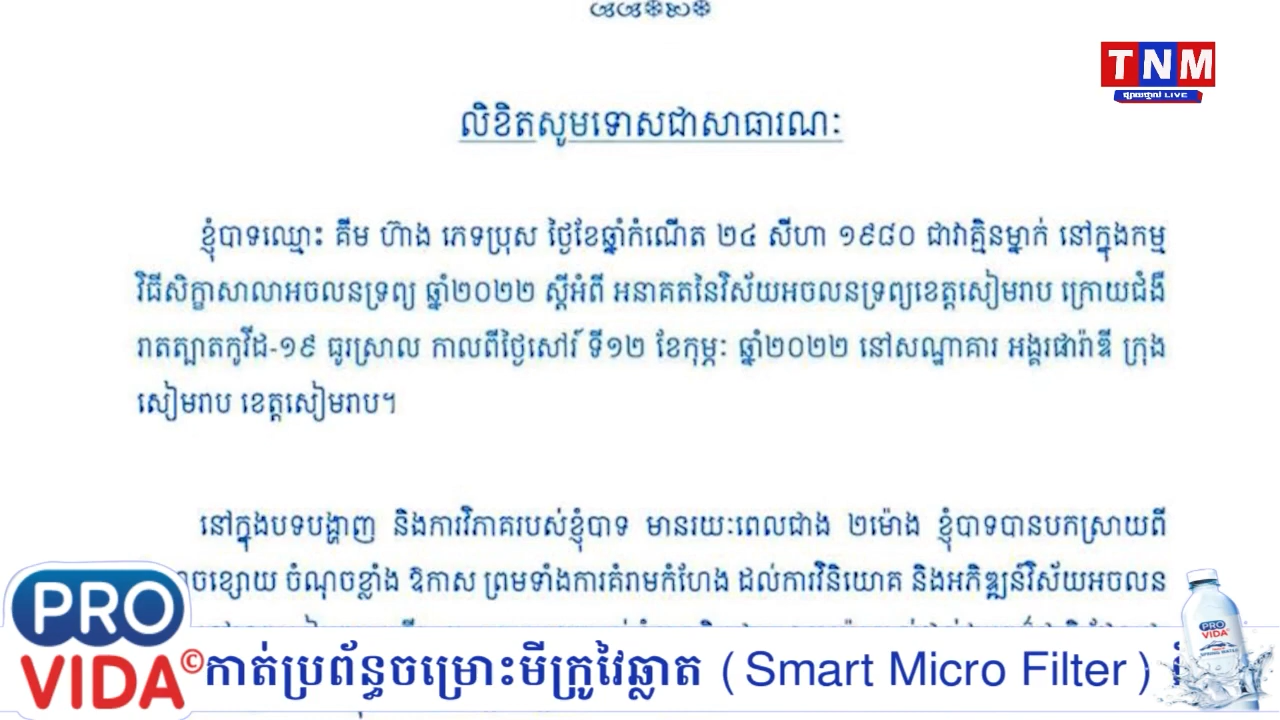 TNM
ផ្សាយផ្ទាល់ LIVE
លិខិតសូមទោសជាសាធារណៈ
ខ្ញុំបាទឈ្មោះ គឹម ហ៊ាង ភេទប្រុស ថ្ងៃខែឆ្នាំកំណើត ២៤ សីហា ១៩៨០ ជាវាគ្មិនម្នាក់ នៅក្នុងកម្ម
វិធីសិក្ខាសាលាអចលនទ្រព្យ ឆ្នាំ២០២២ ស្តីអំពី អនាគតនៃវិស័យអចលនទ្រព្យខេត្តសៀមរាប ក្រោយជំងឺ
រាតត្បាតកូវីដ-១៩ ធូរស្រាល កាលពីថ្ងៃសៅរ៍ ទី១២ ខែកុម្ភៈ ឆ្នាំ២០២២ នៅសណ្ឋាគារ អង្គរផារ៉ាឌី ក្រុង
សៀមរាប ខេត្តសៀមរាប។
នៅក្នុងបទបង្ហាញ និងការវិភាគរបស់ខ្ញុំបាទ មានរយៈពេលជាង ២ម៉ោង ខ្ញុំបាទបានបកស្រាយពី
ចំណុចខ្លាំង ឱកាស ព្រមទាំងការគំរាមកំហែង ដល់ការវិនិយោគ និងអភិឌ្ឍន៍វិស័យអចលន
PRO
VIDA©
កាត់ប្រព័ន្ធចម្រោះមីក្រូវៃឆ្លាត (Smart Micro Filter)
PRO
VIDA